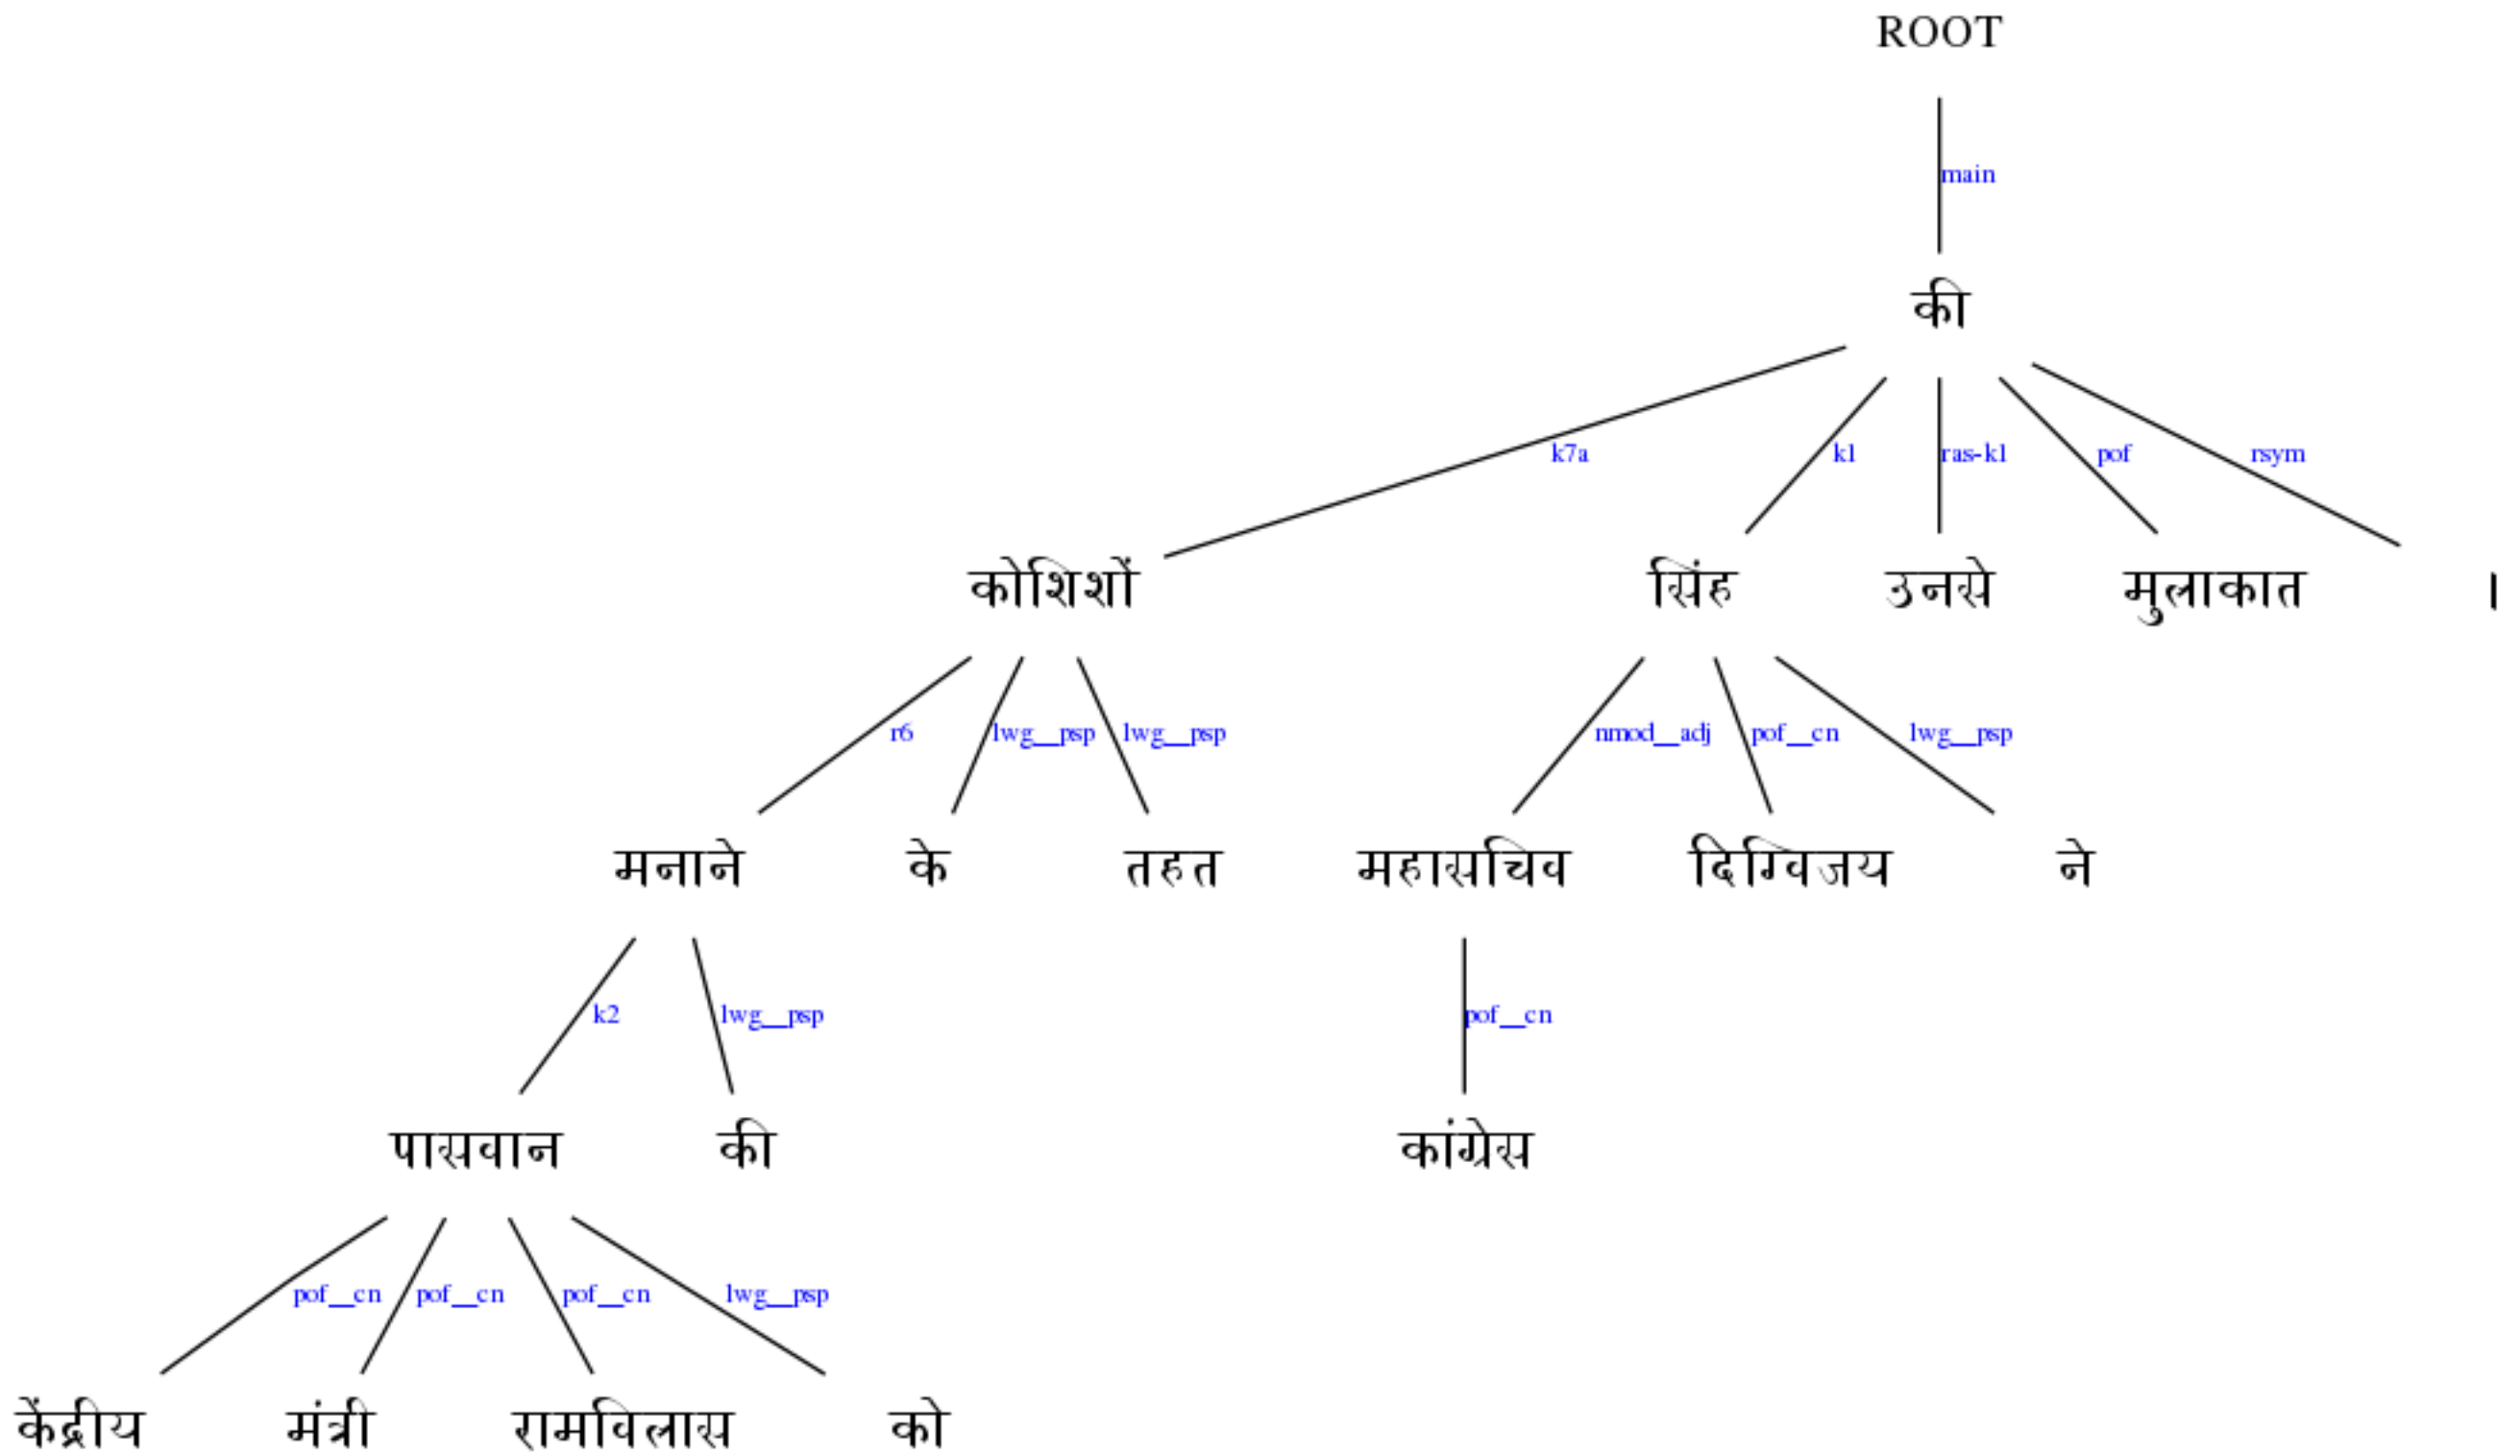 ROOT
main
की
k7a k1 ras-k1 pof rsym
कोशिशों सिंह उनसे मुलाकात ।
r6 lwg__psp lwg__psp nmod__adj pof__cn lwg__psp
मनाने के तहत महासचिव दिग्विजय ने
k2 lwg__psp pof__cn
पासवान की कांग्रेस
pof__cn pof__cn pof__cn lwg__psp
केंद्रीय मंत्री रामविलास को